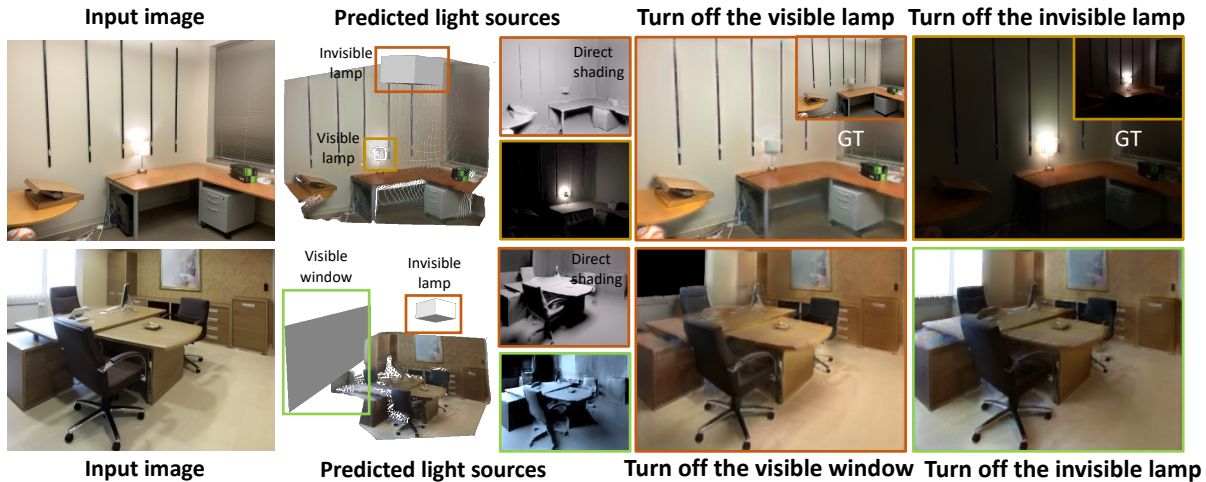 Input image
Predicted light sources
Turn off the visible lamp
Turn off the invisible lamp
Invisible
lamp
Visible
lamp
Direct
shading
GT
GT
Visible
window
Invisible
lamp
Direct
shading
Input image
Predicted light sources
Turn off the visible window
Turn off the invisible lamp